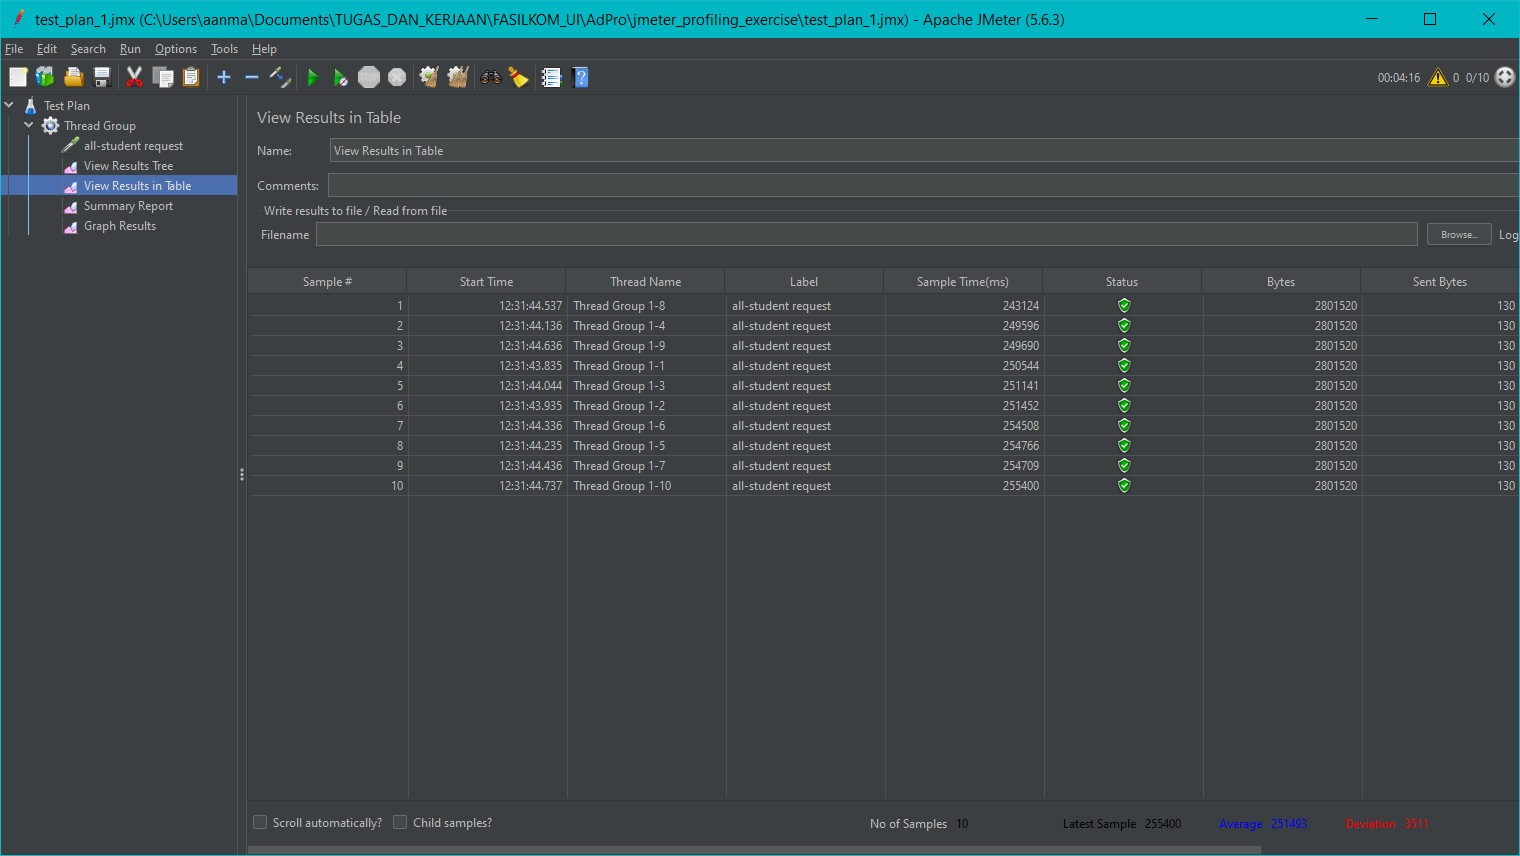 test_plan_1.jmx (C:\Users\aanma\Documents\TUGAS_DAN_KERJAAN\FASILKOM_UI\AdPro\jmeter_profiling_exercise\test_plan_1.jmx) - Apache JMeter (5.6.3)
File Edit Search Run Options Tools Help
STOP 00:04:16 0 0/10
Test Plan
Thread Group
all-student request
View Results Tree
View Results in Table
Summary Report
Graph Results
View Results in Table
Name: View Results in Table
Comments:
Write results to file / Read from file
Filename Browse... Log
Sample # Start Time Thread Name Label Sample Time(ms) Status Bytes Sent Bytes
1 12:31:44.537 Thread Group 1-8 all-student request 243124 2801520 130
2 12:31:44.136 Thread Group 1-4 all-student request 249596 2801520 130
3 12:31:44.636 Thread Group 1-9 all-student request 249690 2801520 130
4 12:31:43.835 Thread Group 1-1 all-student request 250544 2801520 130
5 12:31:44.044 Thread Group 1-3 all-student request 251141 2801520 130
6 12:31:43.935 Thread Group 1-2 all-student request 251452 2801520 130
7 12:31:44.336 Thread Group 1-6 all-student request 254508 2801520 130
8 12:31:44.235 Thread Group 1-5 all-student request 254766 2801520 130
9 12:31:44.436 Thread Group 1-7 all-student request 254709 2801520 130
10 12:31:44.737 Thread Group 1-10 all-student request 255400 2801520 130
Scroll automatically? Child samples? No of Samples 10 Latest Sample 255400 Average 251493 Deviation 3511